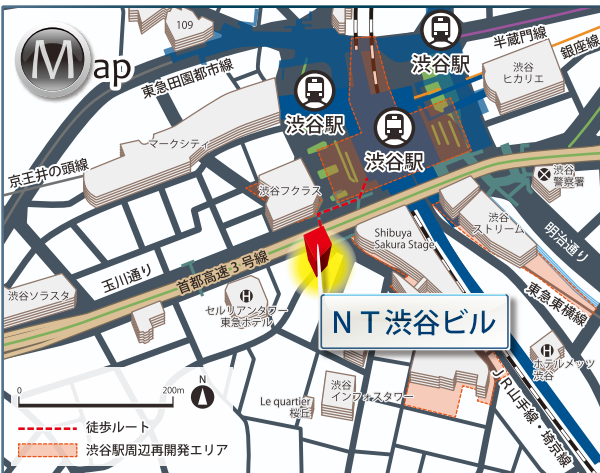 109
Map
渋谷駅
半蔵門線
銀座線
東急田園都市線
渋谷
ヒカリエ
渋谷駅
マークシティ
渋谷駅
京王井の頭線
渋谷フクラス
渋谷
警察署
Shibuya
Sakura Stage
渋谷
ストリーム
明治通り
玉川通り
首都高速3号線
渋谷ソラスタ
H
セルリアンタワー
東急ホテル
東急東横線
NT渋谷ビル
H
ホテルメッツ
渋谷
JR山手線・埼京線
0 200m
N
Le quartier
桜丘
渋谷
インフォスタワー
徒歩ルート
渋谷駅周辺再開発エリア